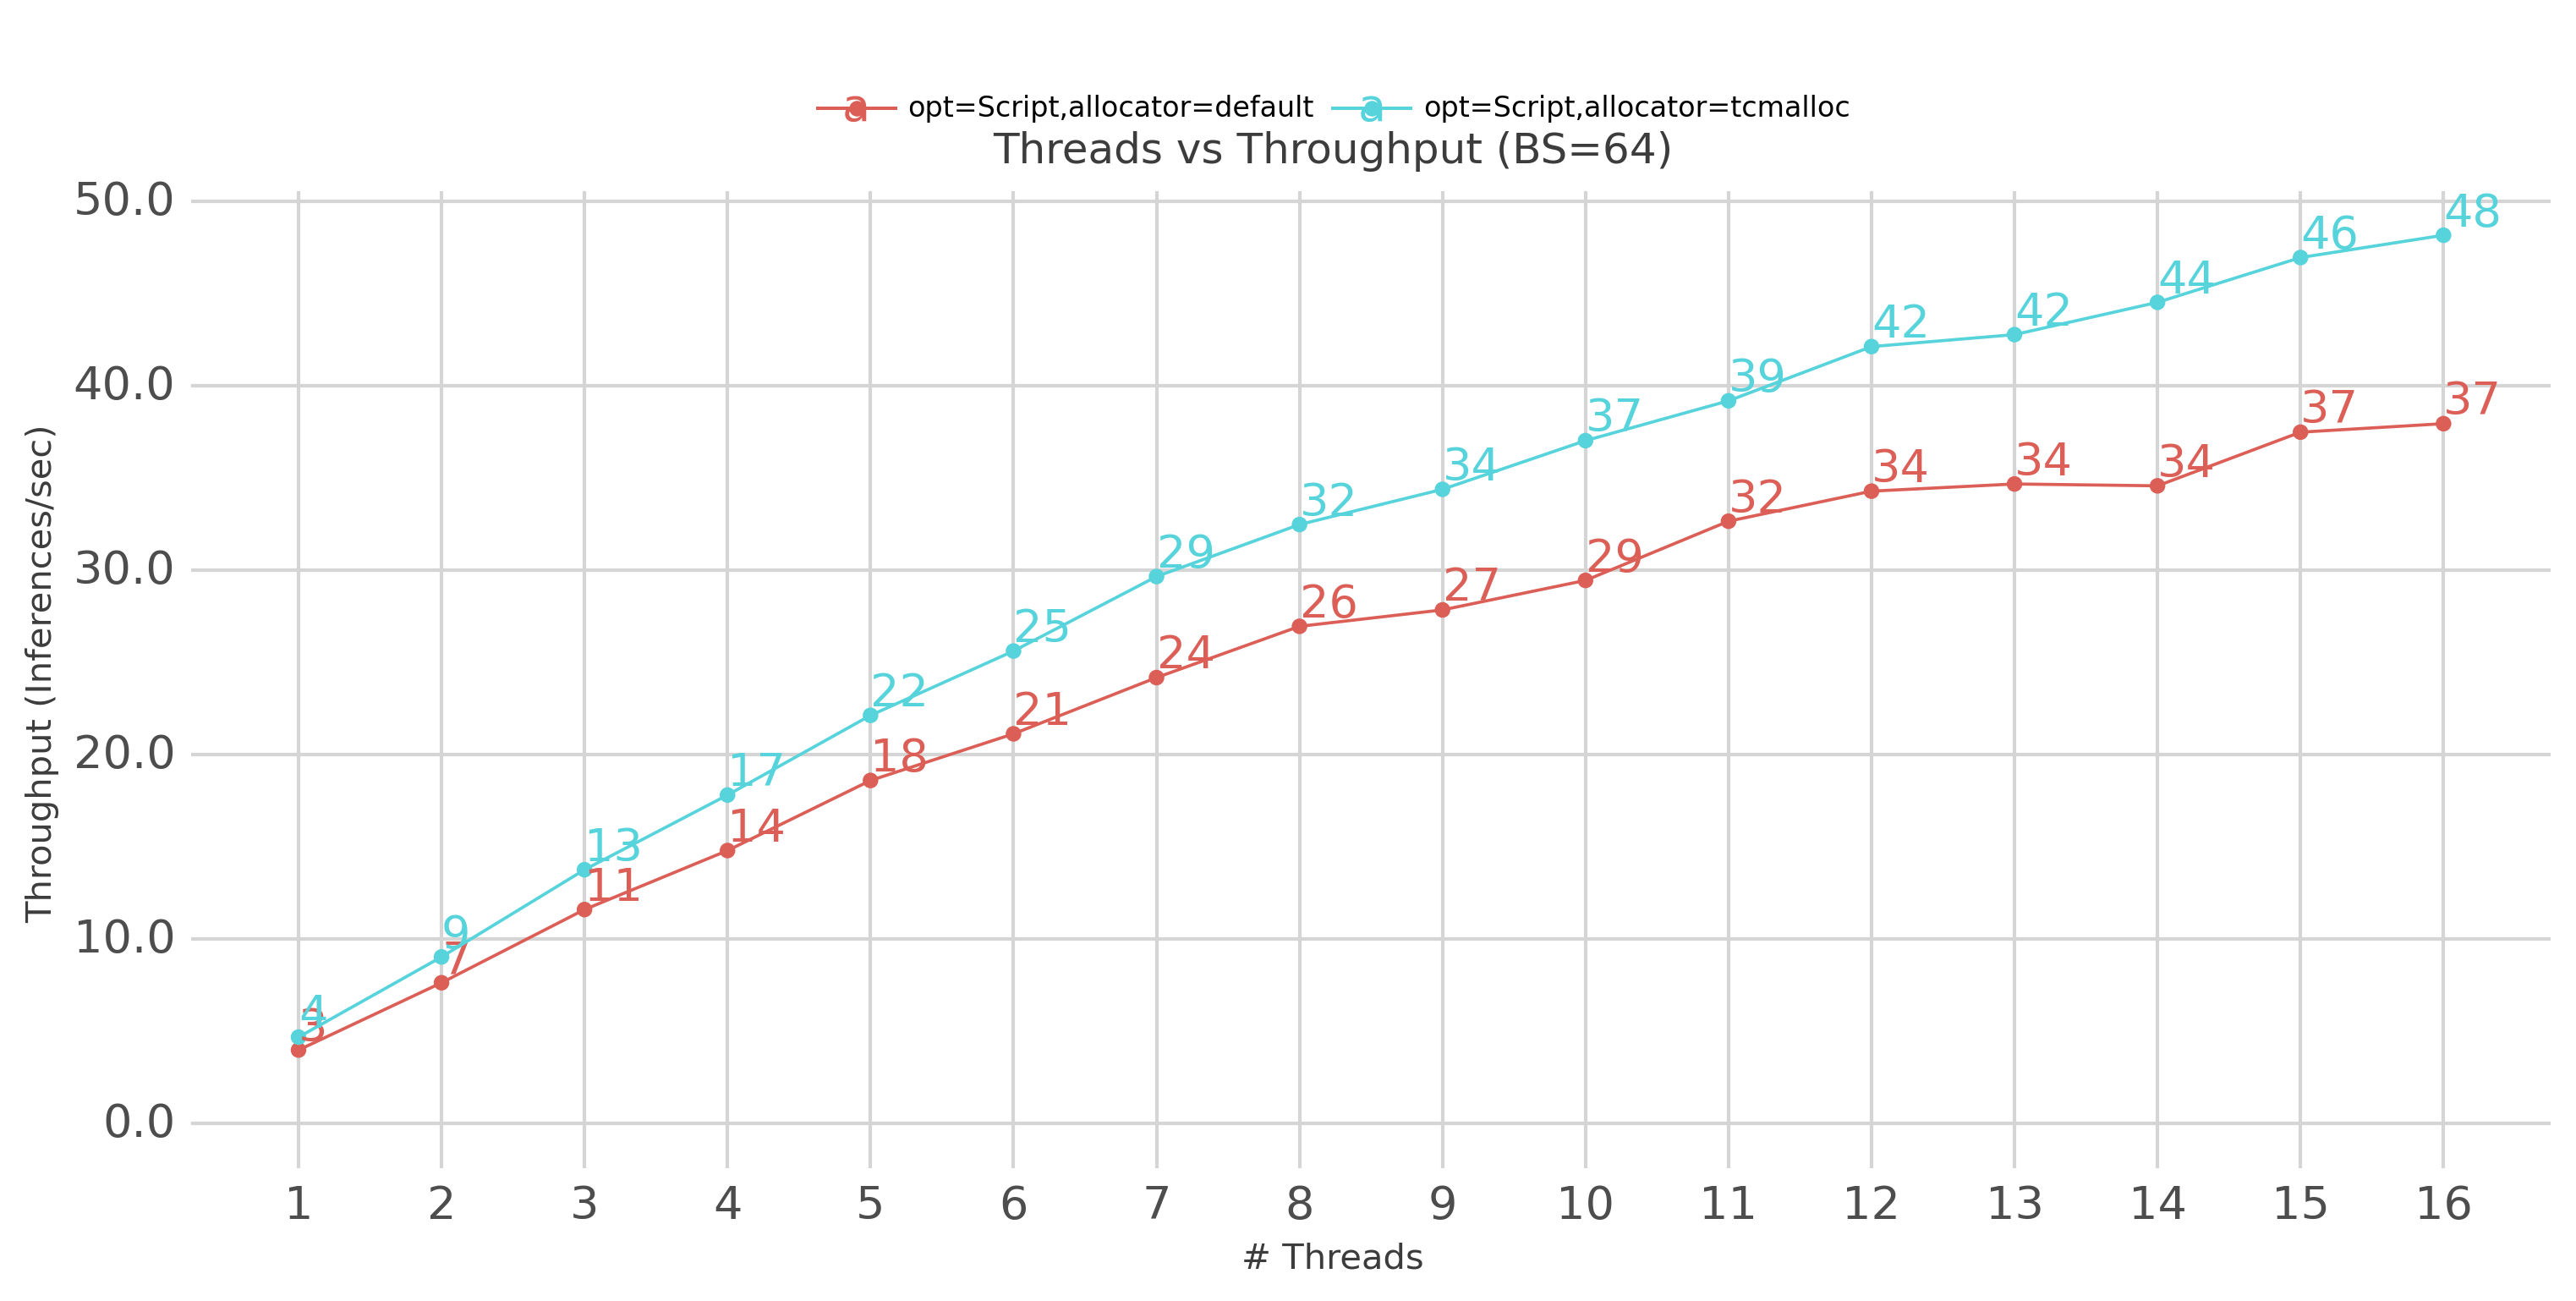 a opt=Script,allocator=default a opt=Script,allocator=tcmalloc
Threads vs Throughput (BS=64)
Throughput (Inferences/sec)
50.0
40.0
30.0
20.0
10.0
0.0
4 9 13 17 22 25 29 32 34 37 39 42 42 44 46 48
3 7 11 14 18 21 24 26 27 29 32 34 34 34 37 37
1 2 3 4 5 6 7 8 9 10 11 12 13 14 15 16
# Threads